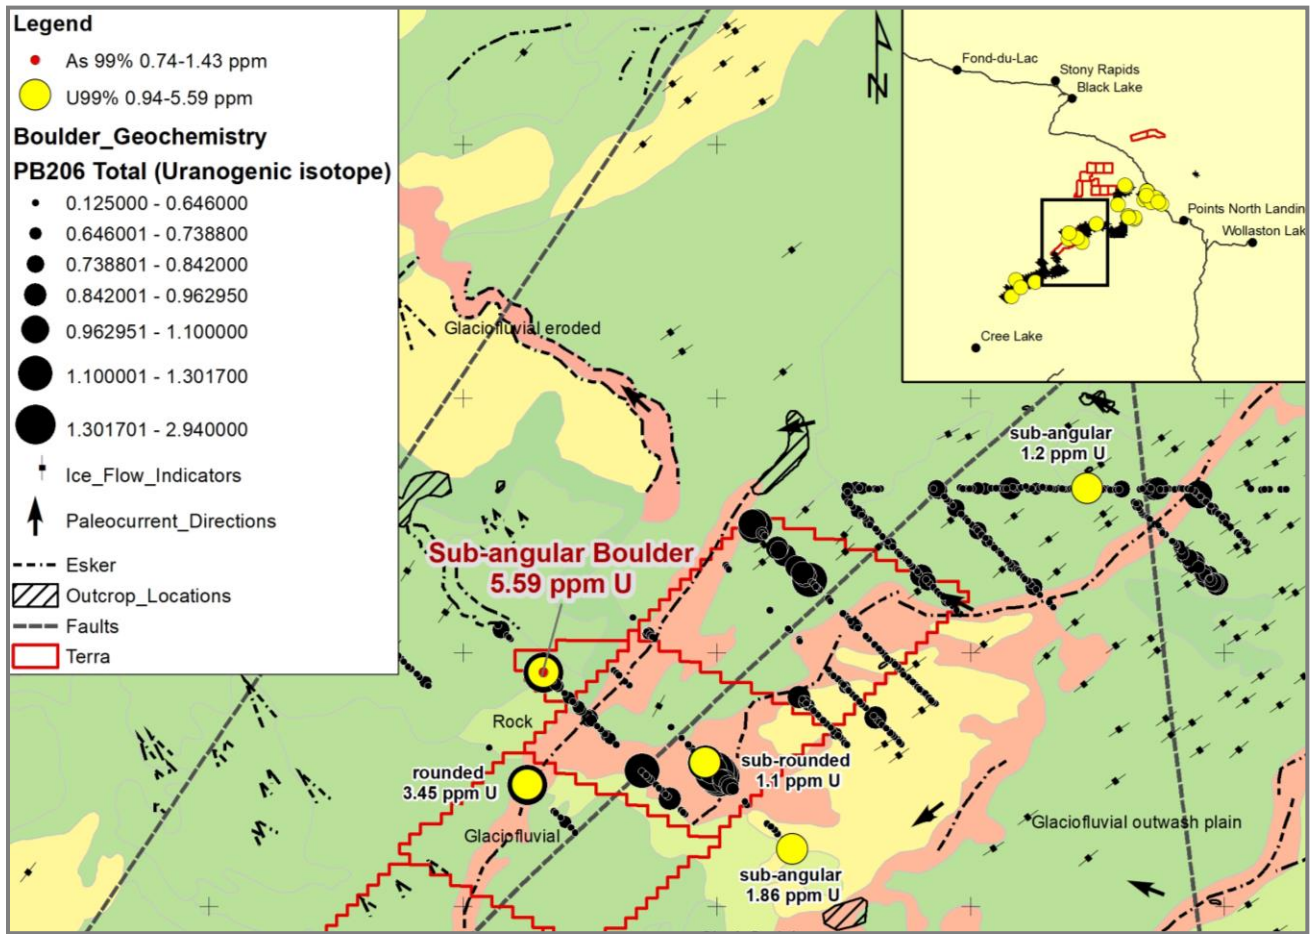 Legend
As 99% 0.74-1.43 ppm
U99% 0.94-5.59 ppm
Boulder_Geochemistry
PB206 Total (Uranogenic isotope)
0.125000 - 0.646000
0.646001 - 0.738800
0.738801 - 0.842000
0.842001 - 0.962950
0.962951 - 1.100000
1.100001 - 1.301700
1.301701 - 2.940000
Ice_Flow_Indicators
Paleocurrent_Directions
Esker
Outcrop_Locations
Faults
Terra
N
Fond-du-Lac
Stony Rapids
Black Lake
Points North Landin
Wollaston Lak
Cree Lake
Glaciofluvial eroded
sub-angular
1.2 ppm U
Sub-angular Boulder
5.59 ppm U
Rock
rounded
3.45 ppm U
sub-rounded
1.1 ppm U
Glaciofluvial
Glaciofluvial outwash plain
sub-angular
1.86 ppm U